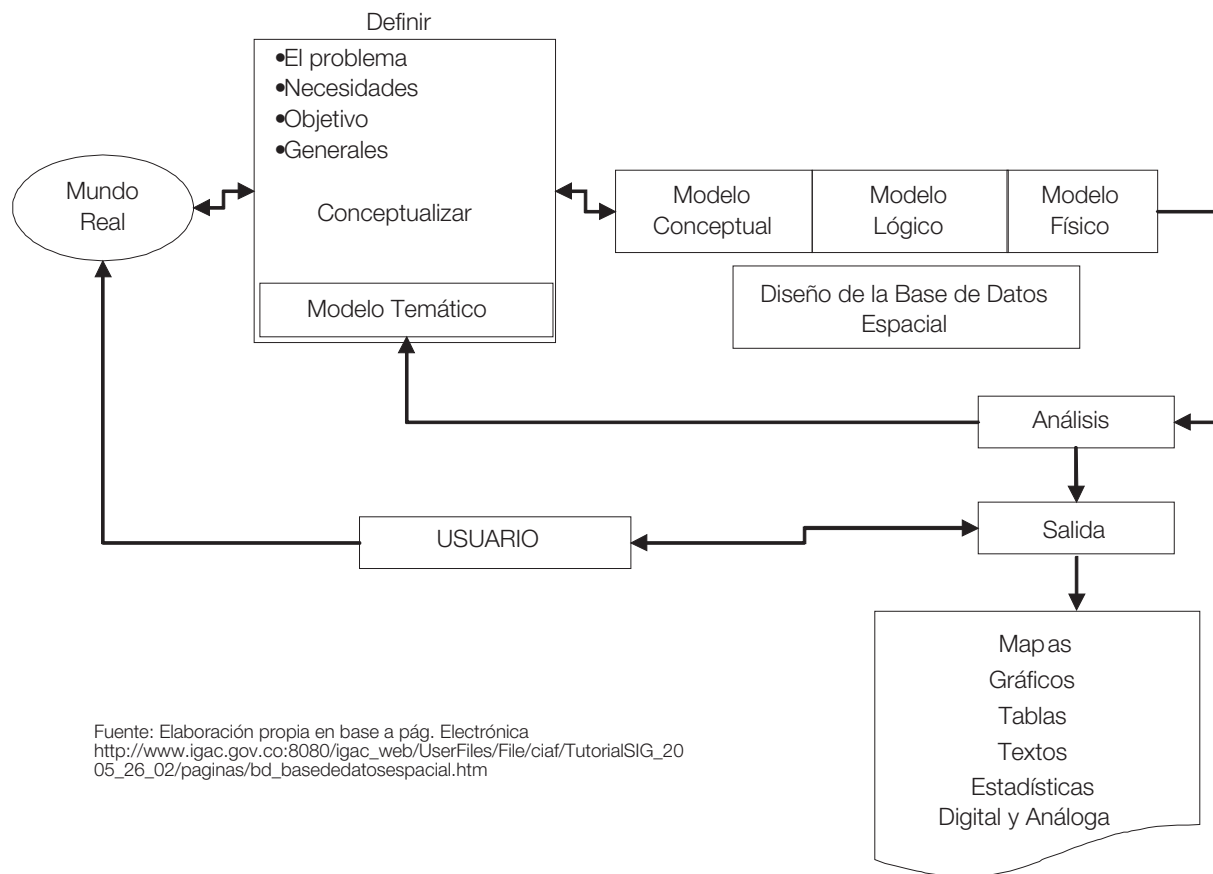 Definir
•El problema
•Necesidades
•Objetivo
•Generales
Conceptualizar
Modelo Temático
Mundo
Real
Modelo
Conceptual
Modelo
Lógico
Modelo
Físico
Diseño de la Base de Datos
Espacial
Análisis
USUARIO
Salida
Mapas
Gráficos
Tablas
Textos
Estadísticas
Digital y Análoga
Fuente: Elaboración propia en base a pág. Electrónica
http://www.igac.gov.co:8080/igac_web/UserFiles/File/ciaf/TutorialSIG_20
05_26_02/paginas/bd_basededatosespacial.htm